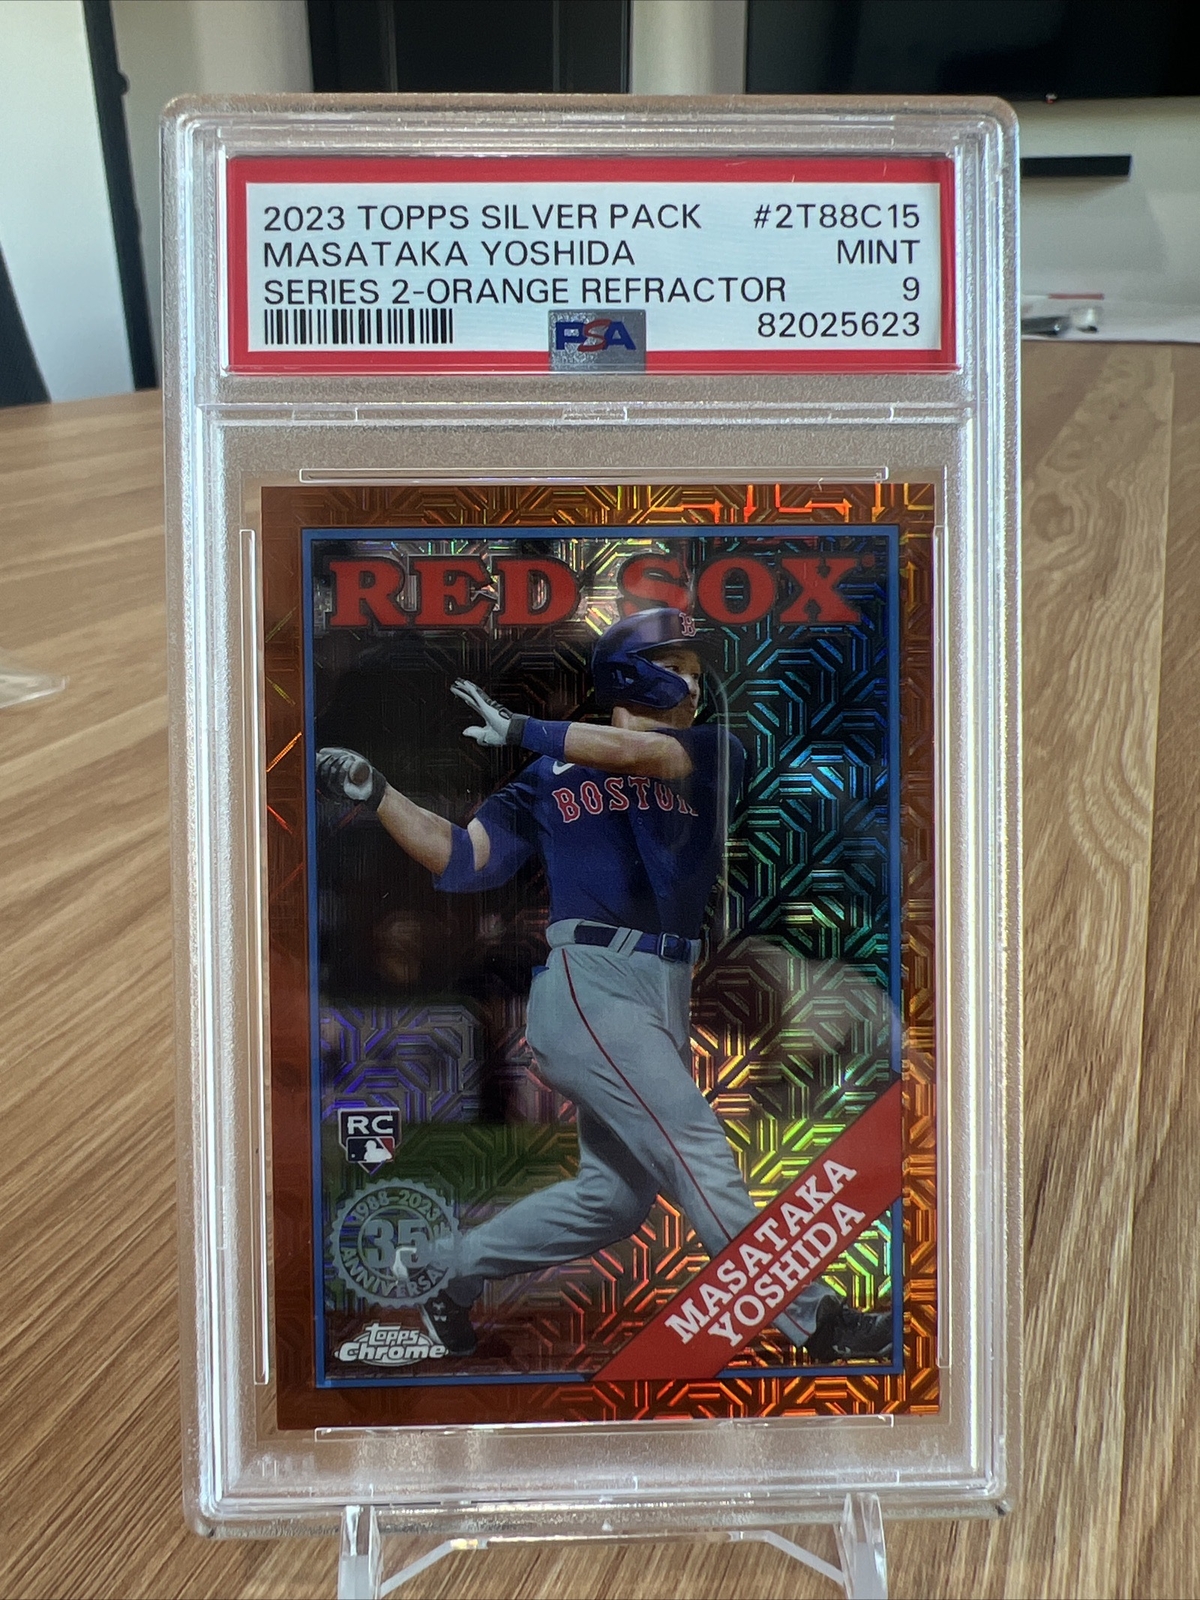 2023 TOPPS SILVER PACK #2T88C15
MASATAKA YOSHIDA MINT
SERIES 2-ORANGE REFRACTOR 9
PSA 82025623
RED SOX
B
BOSTON
RC
1988-2023
35
ANNIVERSARY
topps
Chrome
MASATAKA
YOSHIDA